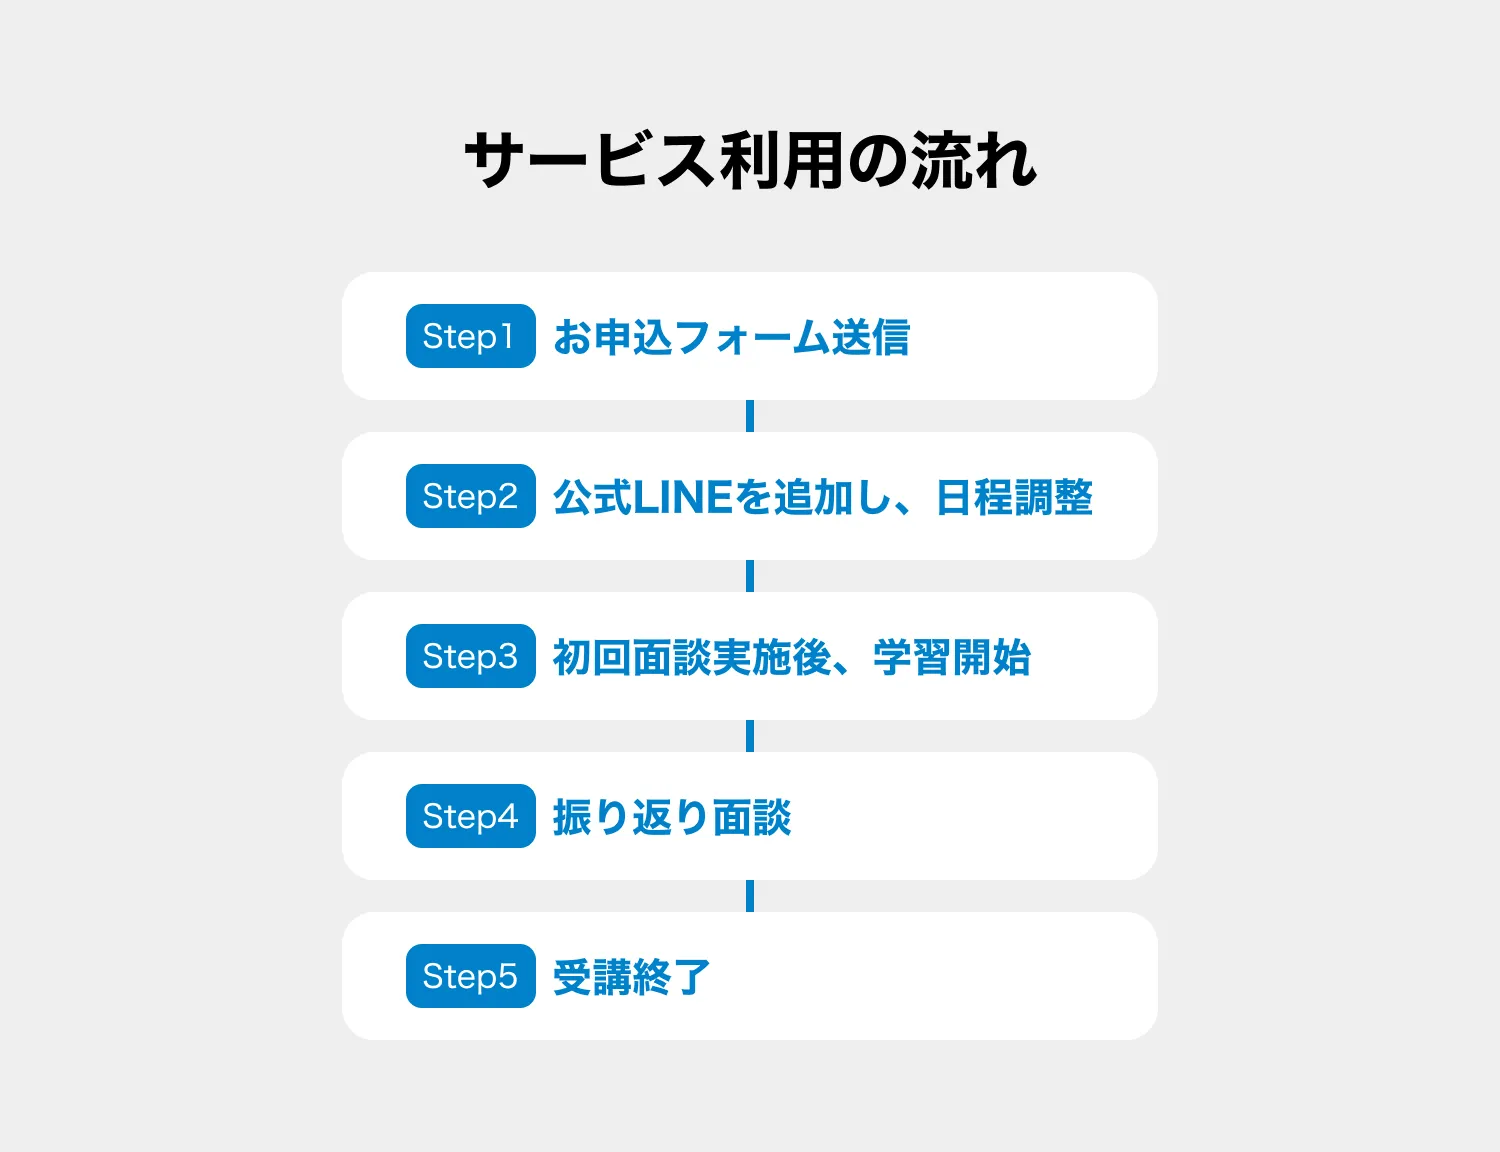 サービス利用の流れ
Step1 お申込フォーム送信
Step2 公式LINEを追加し、日程調整
Step3 初回面談実施後、学習開始
Step4 振り返り面談
Step5 受講終了